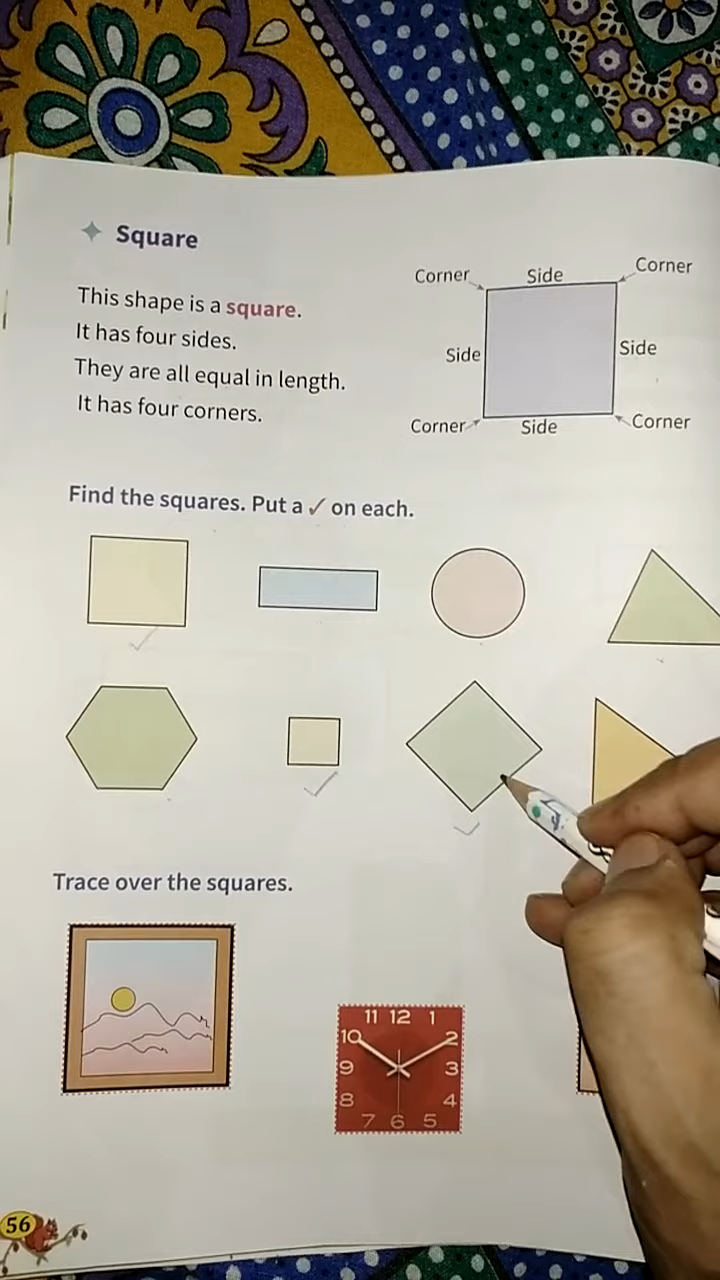 Square
This shape is a square.
It has four sides.
They are all equal in length.
It has four corners.
Corner Side Corner
Side Side
Corner Side Corner
Find the squares. Put a ✓ on each.
Trace over the squares.
11 12 1
10 2
9 3
8 4
7 6 5
56